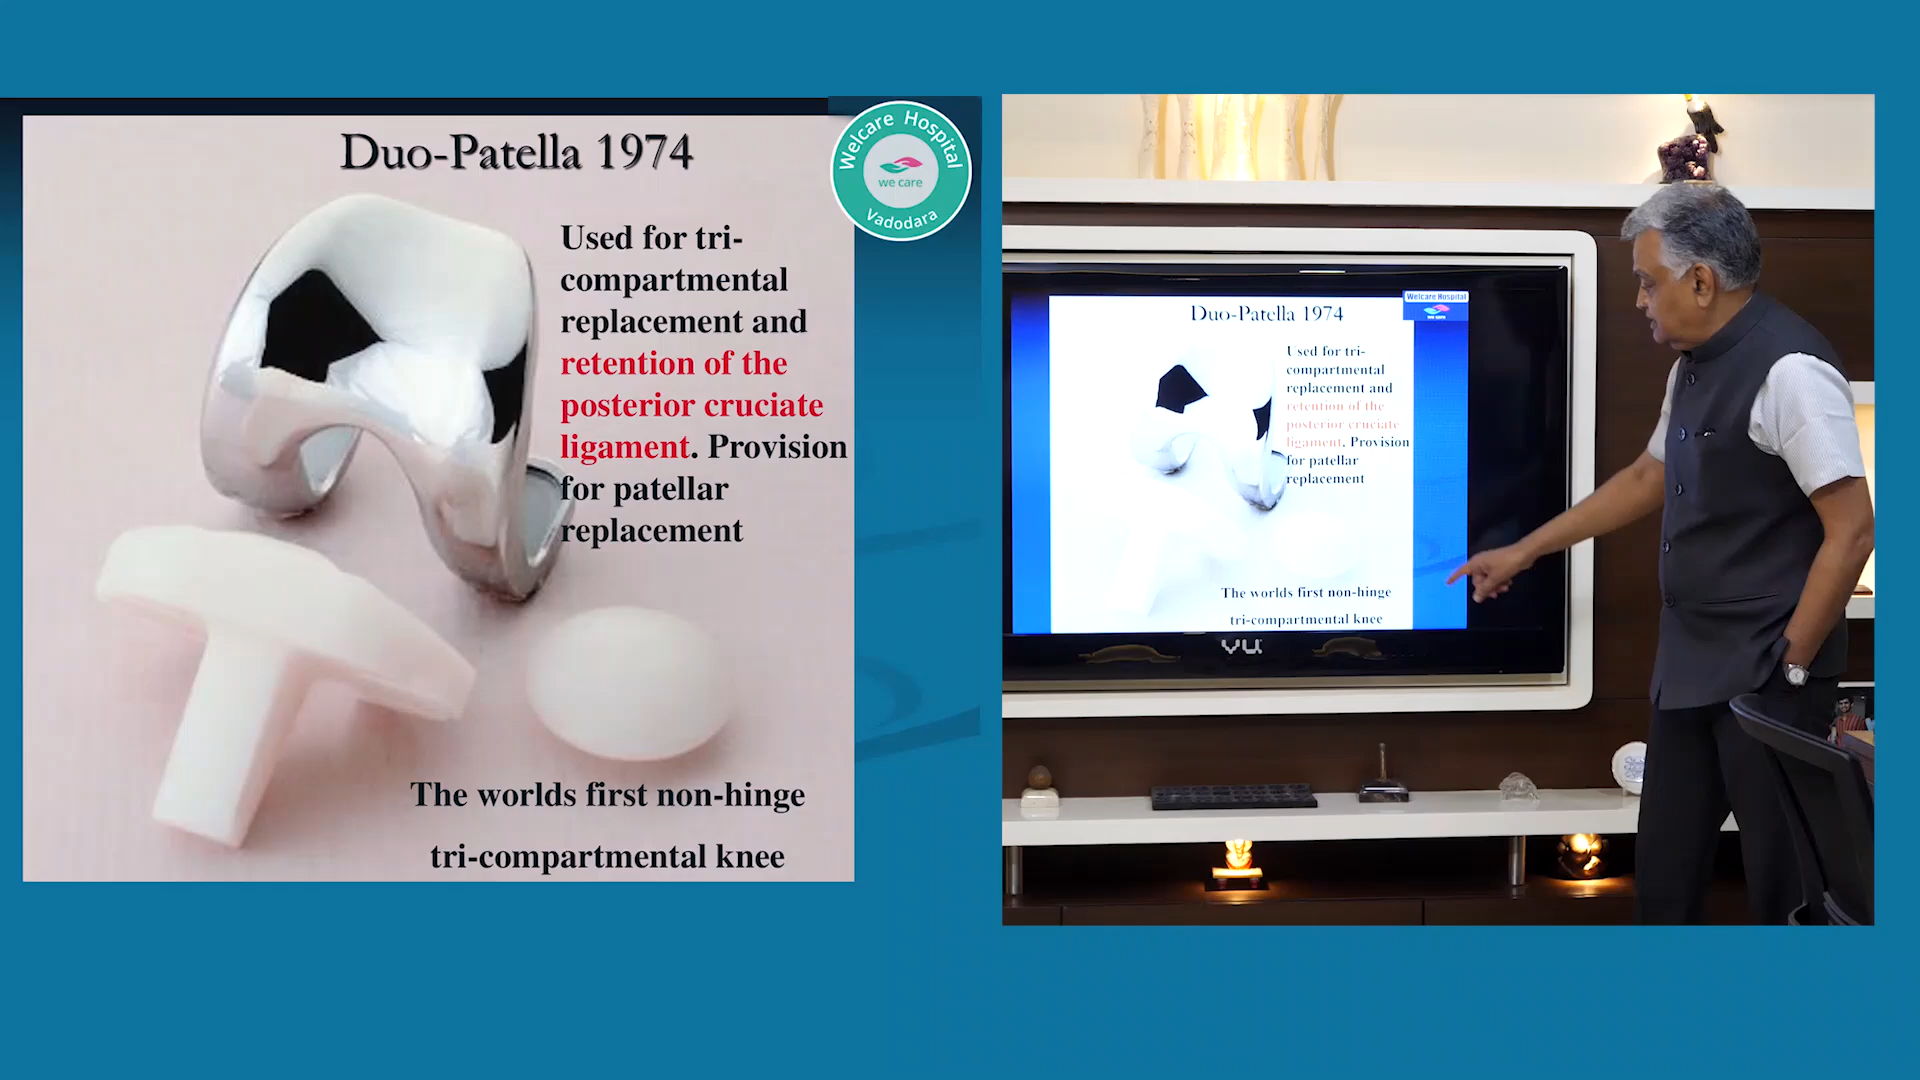 Duo-Patella 1974
Used for tri-
compartmental
replacement and
retention of the
posterior cruciate
ligament. Provision
for patellar
replacement
The worlds first non-hinge
tri-compartmental knee
Welcare Hospital
we care
Vadodara
Duo-Patella 1974
Welcare Hospital
we care
Used for tri-
compartmental
replacement and
retention of the
posterior cruciate
ligament. Provision
for patellar
replacement
The worlds first non-hinge
tri-compartmental knee
vu